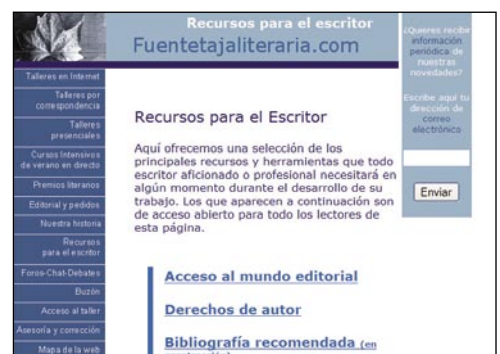 Recursos para el escritor
Fuentetajaliteraria.com
¿Quieres recibir
información
periódica de
nuestras
novedades?
Escribe aquí tu
dirección de
correo
electrónico
Enviar
Talleres en Internet
Talleres por
correspondencia
Talleres
presenciales
Cursos Intensivos
de verano en directo
Premios literarios
Editorial y pedidos
Nuestra historia
Recursos
para el escritor
Foros-Chat-Debates
Buzón
Acceso al taller
Asesoría y corrección
Mapa de la web
Recursos para el Escritor
Aquí ofrecemos una selección de los
principales recursos y herramientas que todo
escritor aficionado o profesional necesitará en
algún momento durante el desarrollo de su
trabajo. Los que aparecen a continuación son
de acceso abierto para todo los lectores de
esta página.
Acceso al mundo editorial
Derechos de autor
Bibliografía recomendada (en